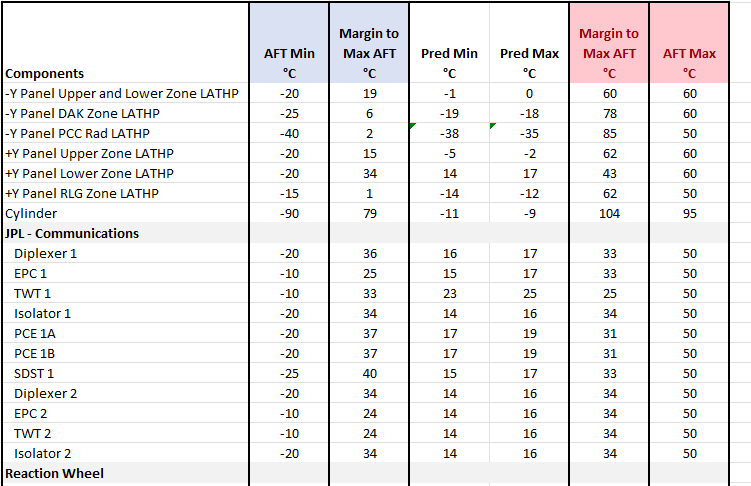 Margin to Margin to
AFT Min Max AFT Pred Min Pred Max Max AFT AFT Max
Components °C °C °C °C °C °C
-Y Panel Upper and Lower Zone LATHP -20 19 -1 0 60 60
-Y Panel DAK Zone LATHP -25 6 -19 -18 78 60
-Y Panel PCC Rad LATHP -40 2 -38 -35 85 50
+Y Panel Upper Zone LATHP -20 15 -5 -2 62 60
+Y Panel Lower Zone LATHP -20 34 14 17 43 60
+Y Panel RLG Zone LATHP -15 1 -14 -12 62 50
Cylinder -90 79 -11 -9 104 95
JPL - Communications
Diplexer 1 -20 36 16 17 33 50
EPC 1 -10 25 15 17 33 50
TWT 1 -10 33 23 25 25 50
Isolator 1 -20 34 14 16 34 50
PCE 1A -20 37 17 19 31 50
PCE 1B -20 37 17 19 31 50
SDST 1 -25 40 15 17 33 50
Diplexer 2 -20 34 14 16 34 50
EPC 2 -10 24 14 16 34 50
TWT 2 -10 24 14 16 34 50
Isolator 2 -20 34 14 16 34 50
Reaction Wheel